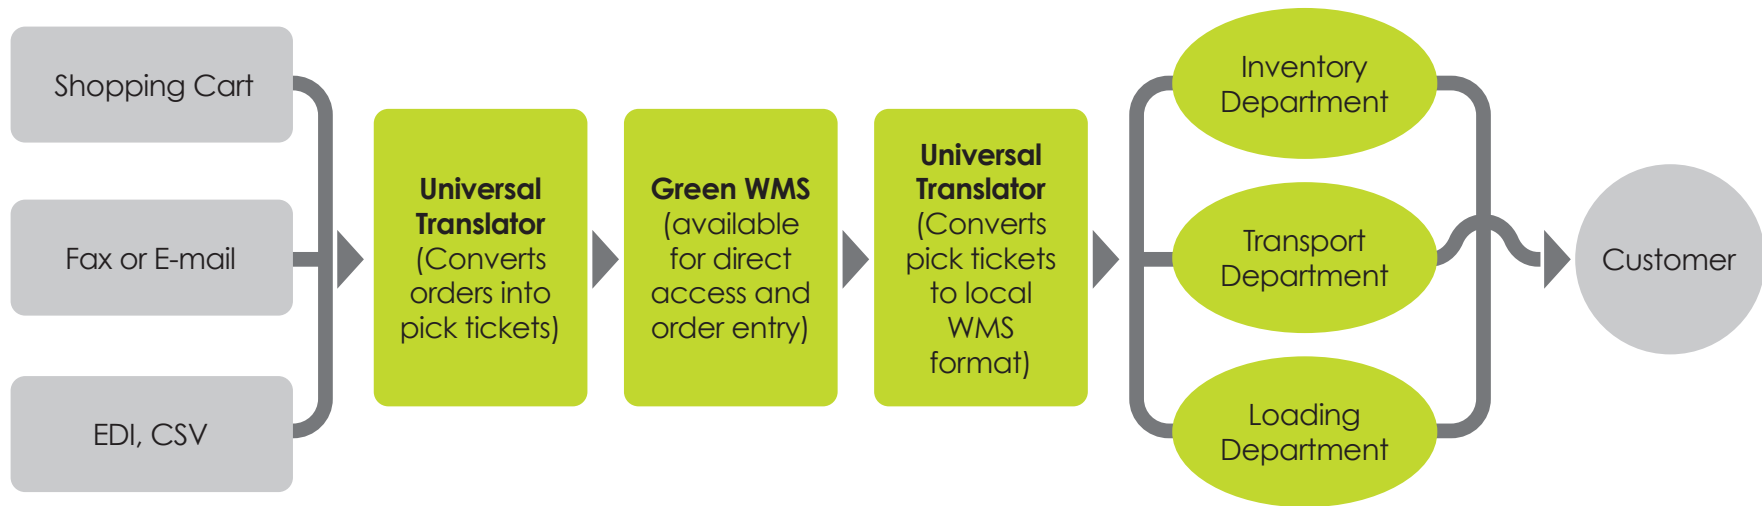 Shopping Cart
Fax or E-mail
EDI, CSV
Universal
Translator
(Converts
orders into
pick tickets)
Green WMS
(available
for direct
access and
order entry)
Universal
Translator
(Converts
pick tickets
to local
WMS
format)
Inventory
Department
Transport
Department
Loading
Department
Customer